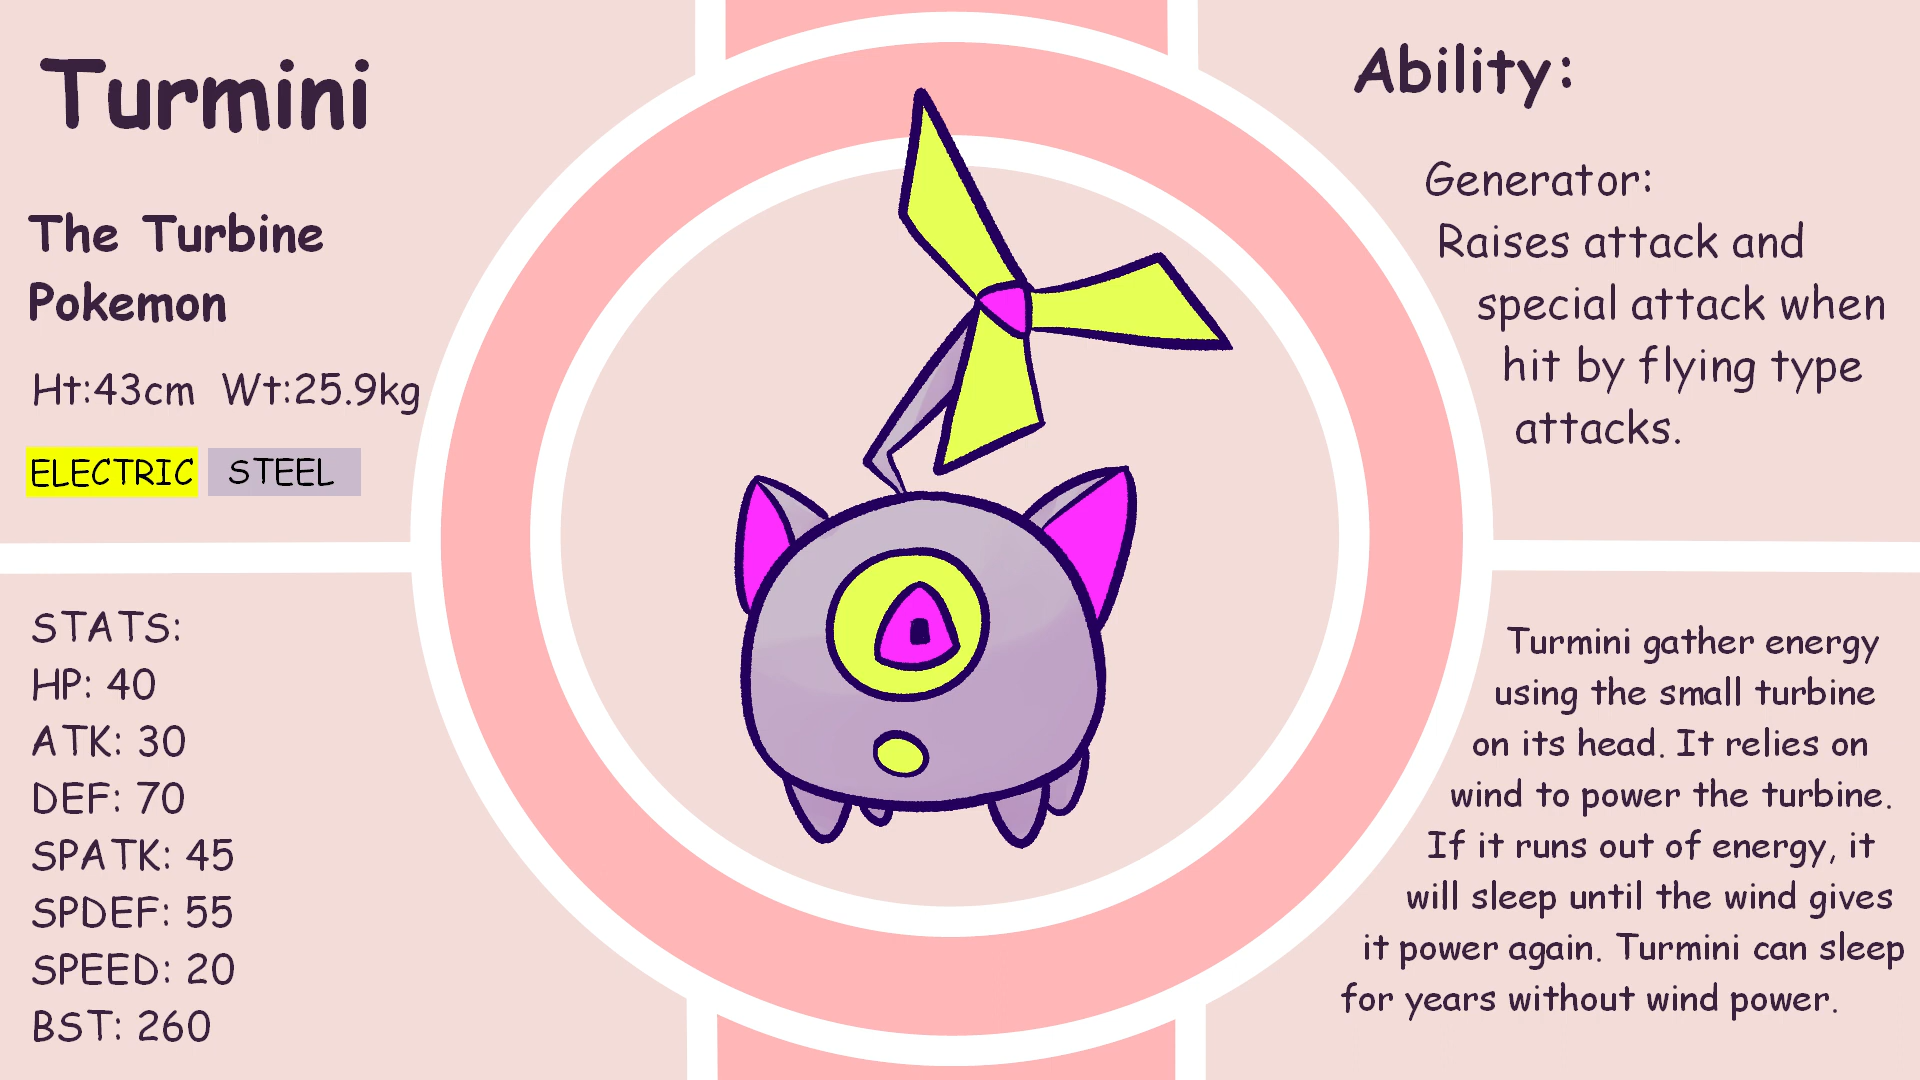 Turmini
The Turbine
Pokemon
Ht:43cm Wt:25.9kg
ELECTRIC STEEL
STATS:
HP: 40
ATK: 30
DEF: 70
SPATK: 45
SPDEF: 55
SPEED: 20
BST: 260
Ability:
Generator:
Raises attack and
special attack when
hit by flying type
attacks.
Turmini gather energy
using the small turbine
on its head. It relies on
wind to power the turbine.
If it runs out of energy, it
will sleep until the wind gives
it power again. Turmini can sleep
for years without wind power.